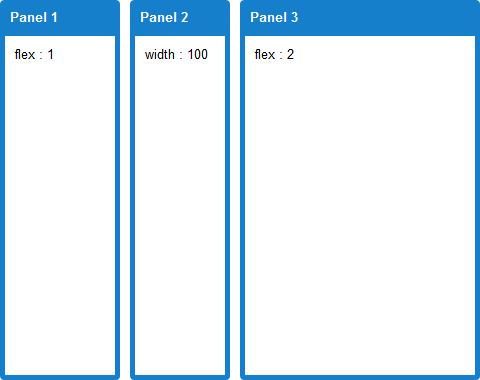 Panel 1
flex : 1
Panel 2
width : 100
Panel 3
flex : 2